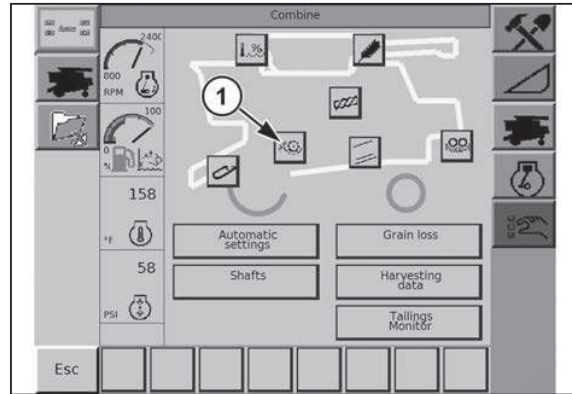 Combine
2400
800
RPM
100
0
%
158
°F
58
PSI
%
1
Automatic
settings
Grain loss
Shafts
Harvesting
data
Tailings
Monitor
Esc